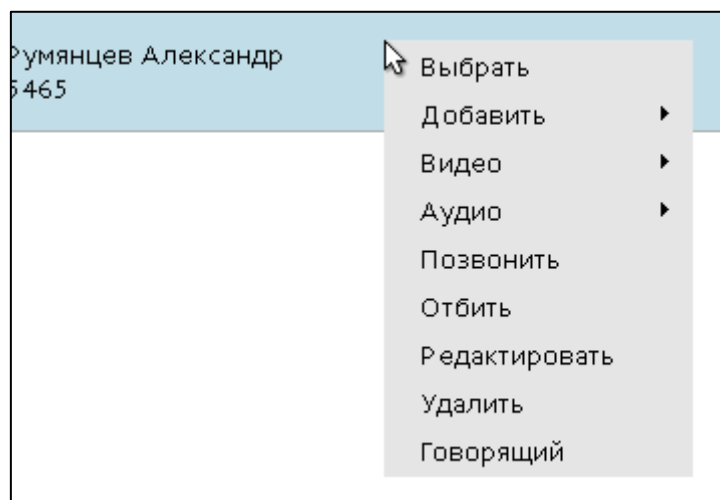 Румянцев Александр
5465
Выбрать
Добавить
Видео
Аудио
Позвонить
Отбить
Редактировать
Удалить
Говорящий